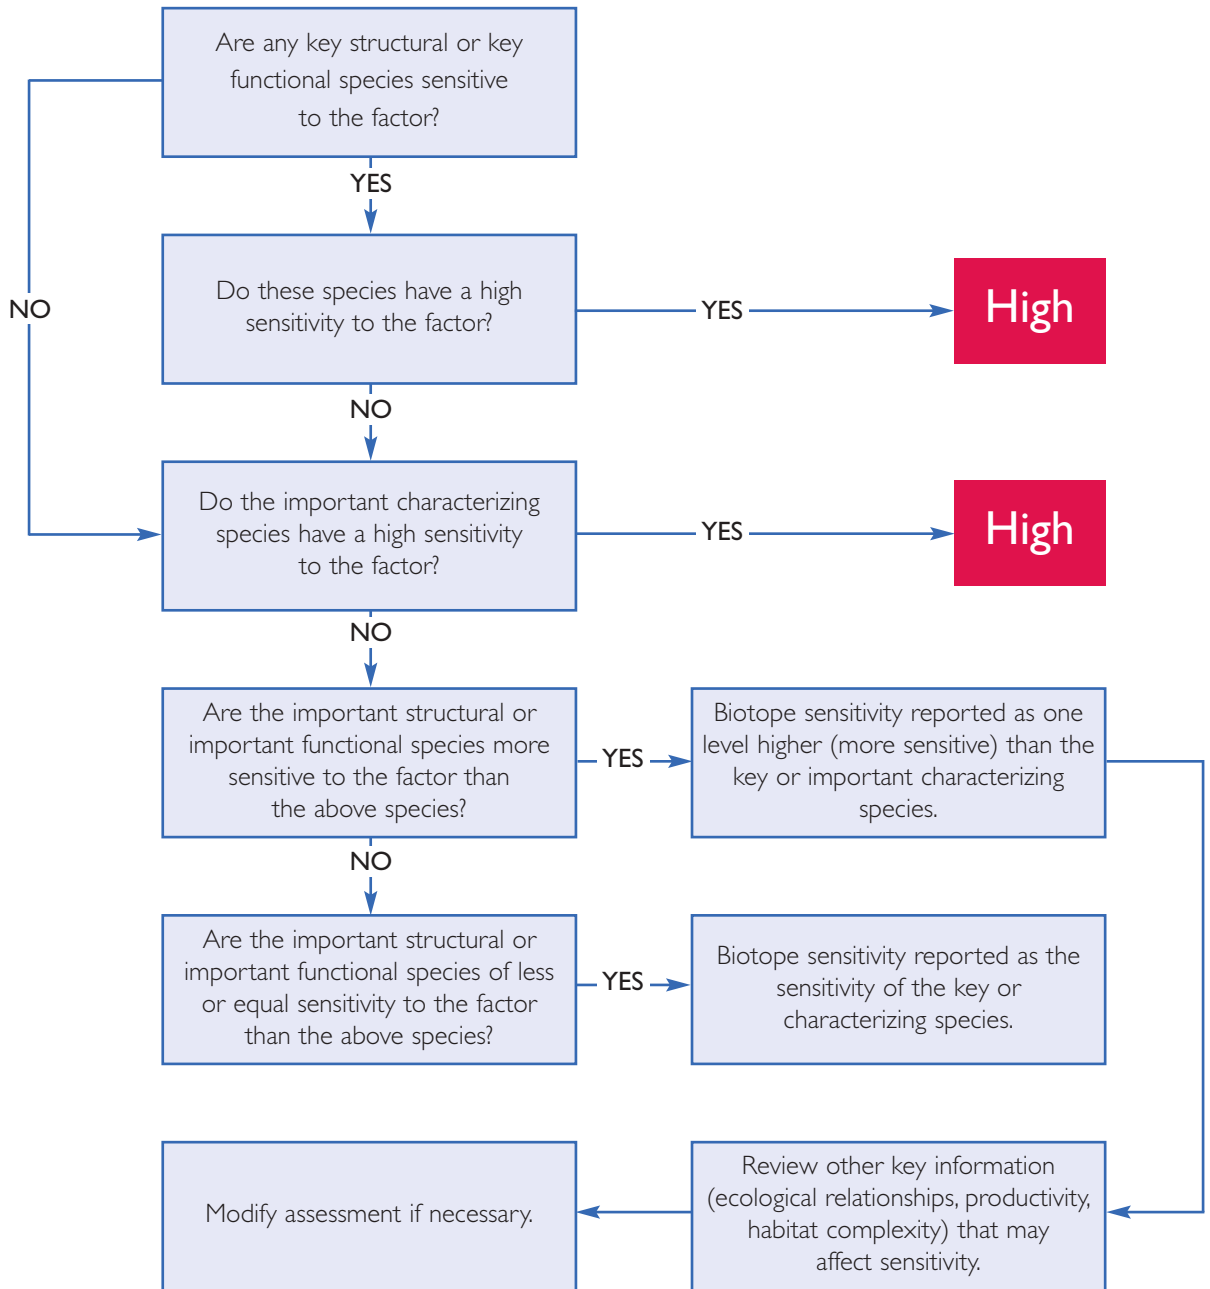 Are any key structural or key
functional species sensitive
to the factor?
YES
NO
Do these species have a high
sensitivity to the factor?
YES
High
NO
Do the important characterizing
species have a high sensitivity
to the factor?
YES
High
NO
Are the important structural or
important functional species more
sensitive to the factor than
the above species?
YES
Biotope sensitivity reported as one
level higher (more sensitive) than the
key or important characterizing
species.
NO
Are the important structural or
important functional species of less
or equal sensitivity to the factor
than the above species?
YES
Biotope sensitivity reported as the
sensitivity of the key or
characterizing species.
Modify assessment if necessary.
Review other key information
(ecological relationships, productivity,
habitat complexity) that may
affect sensitivity.